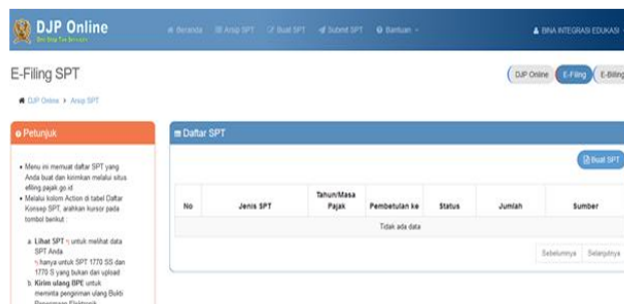 DJP Online
Beranda Arsip SPT Buat SPT Submit SPT Bantuan BINA INTEGRASI EDUKASI
E-Filing SPT
DJP Online E-Filing E-Billing
DJP Online > Arsip SPT
Petunjuk
Daftar SPT
Buat SPT
• Menu ini memuat daftar SPT yang
Anda buat dan kirimkan melalui situs
efiling.pajak.go.id
• Melalui kolom Action di tabel Daftar
Konsep SPT, arahkan kursor pada
tombol berikut :
a. Lihat SPT untuk melihat data
SPT Anda
hanya untuk SPT 1770 SS dan
1770 S yang bukan dari upload
b. Kirim ulang BPE untuk
meminta pengiriman ulang Bukti
Penerimaan Elektronik
No Jenis SPT Tahun/Masa Pajak Pembetulan ke Status Jumlah Sumber
Tidak ada data
Sebelumnya Selanjutnya